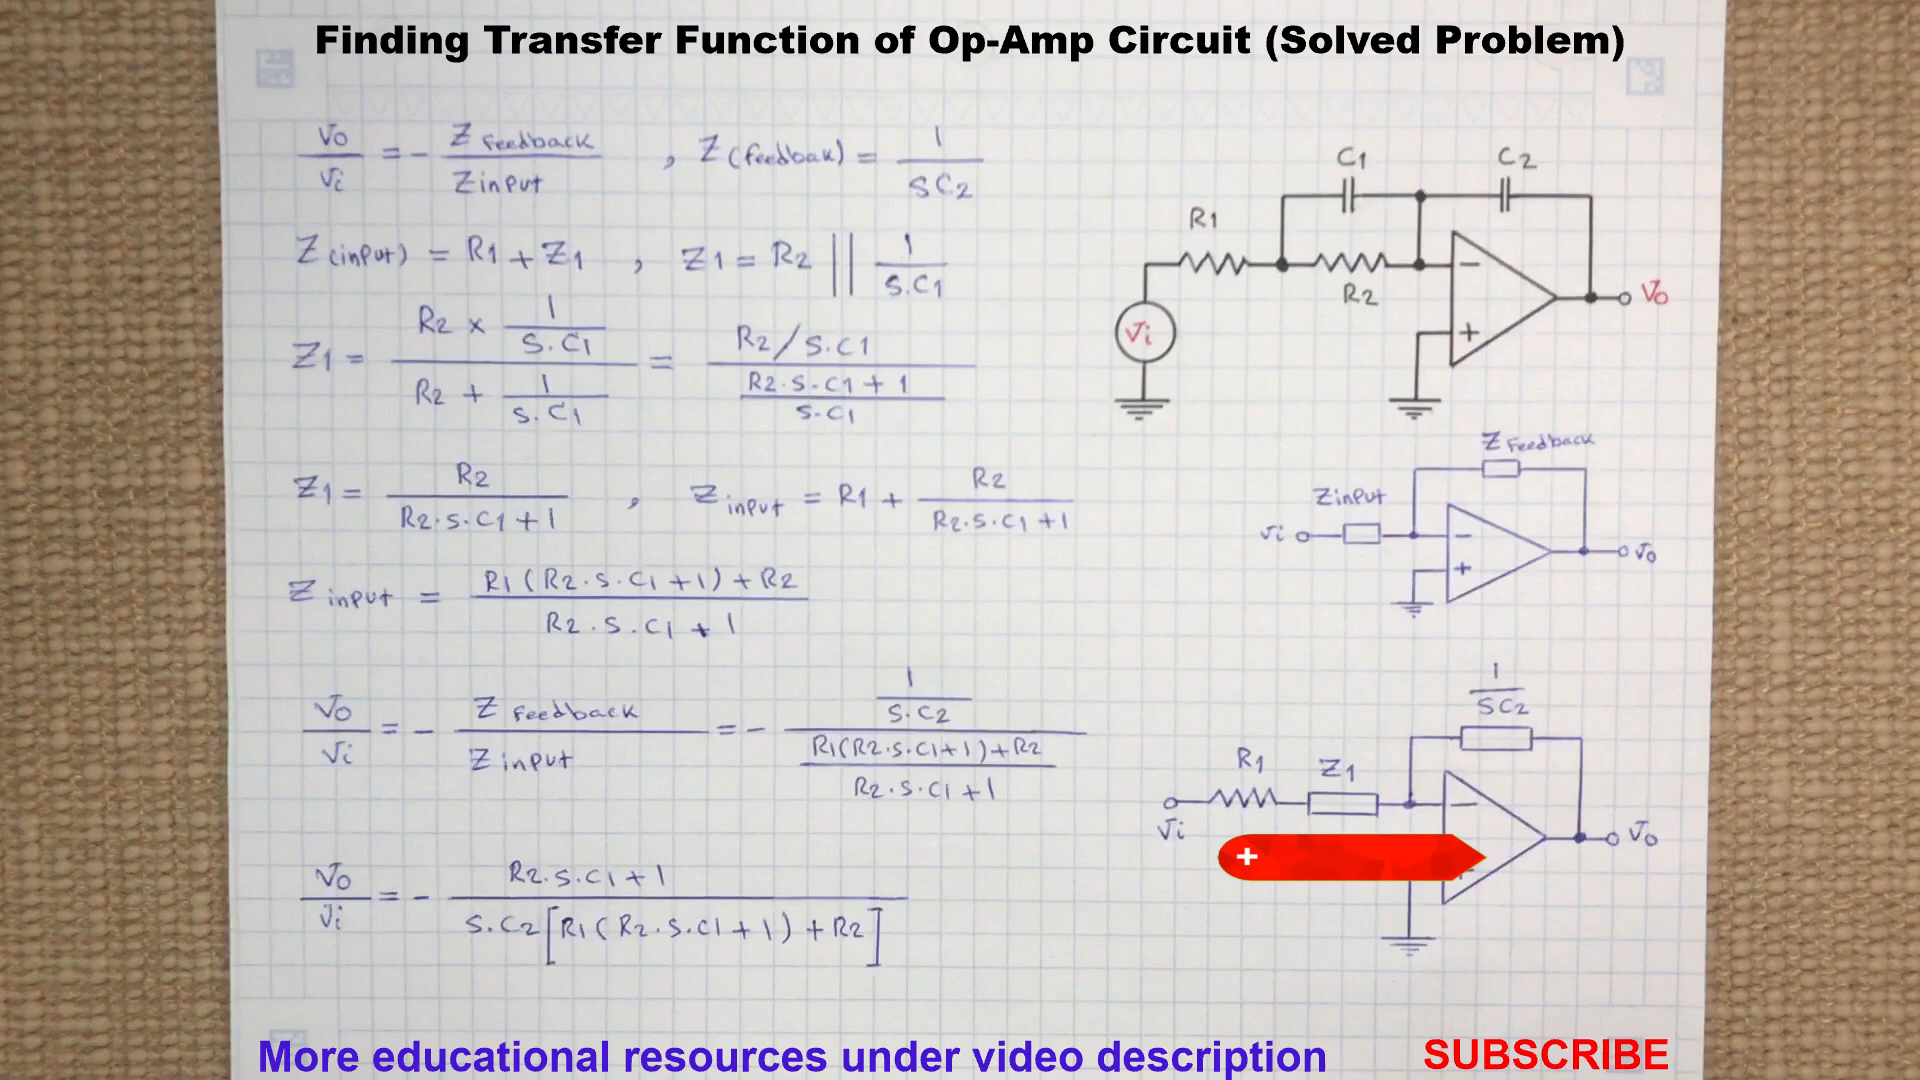 Finding Transfer Function of Op-Amp Circuit (Solved Problem)
Vo/Vi = - Z feedback / Z input , Z (feedbak) = 1 / SC2
Z (input) = R1 + Z1 , Z1 = R2 || 1 / S.C1
Z1 = (R2 x 1 / S.C1) / (R2 + 1 / S.C1) = (R2/S.C1) / ((R2.S.C1 + 1) / S.C1)
Z1 = R2 / (R2.S.C1 + 1) , Z input = R1 + R2 / (R2.S.C1 + 1)
Z input = (R1 (R2.S.C1 + 1) + R2) / (R2.S.C1 + 1)
Vo/Vi = - Z feedback / Z input = - (1 / S.C2) / ((R1(R2.S.C1+1)+R2) / (R2.S.C1+1))
Vo/Vi = - (R2.S.C1 + 1) / (S.C2 [R1 (R2.S.C1 + 1) + R2])
C1 C2
R1
R2
Vi
-
+
Vo
Z feedback
Zinput
Vi
-
+
Vo
1 / SC2
R1 Z1
Vi
-
Vo
+
More educational resources under video description
SUBSCRIBE